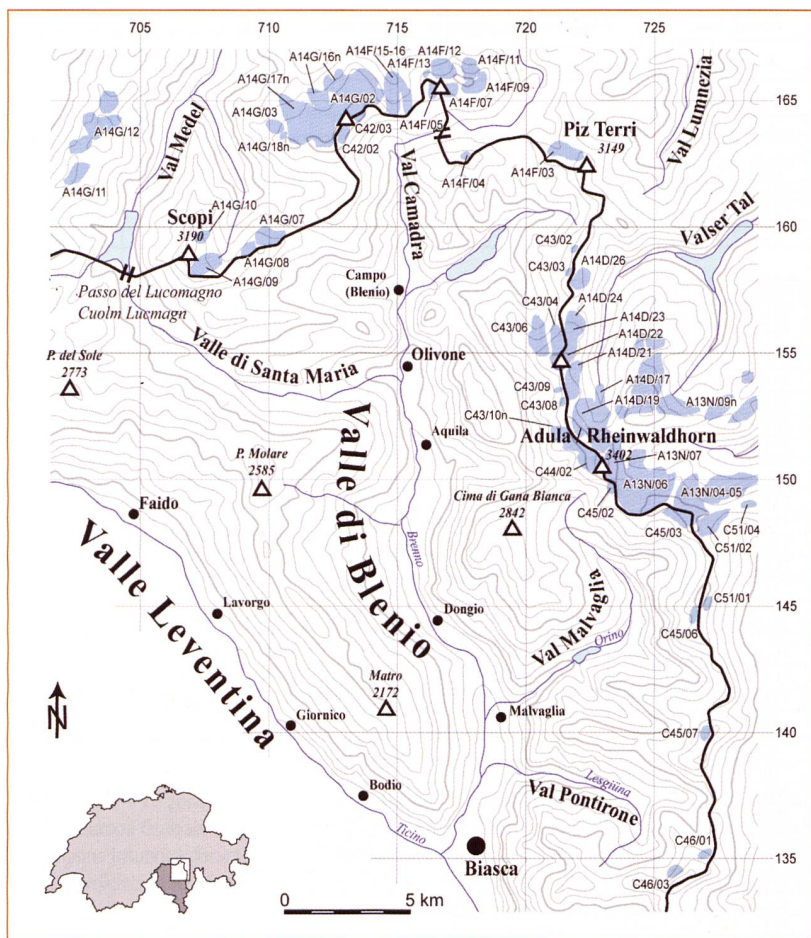 705
710
715
720
725
A14G/16n
A14F/15-16
A14F/12
A14F/13
A14F/11
A14G/17n
A14G/02
A14F/09
A14G/03
A14F/07
165
A14G/12
C42/03
A14F/05
Piz Terri
3149
A14G/18n
C42/02
Val Medel
Val Camadra
Val Lumnezia
A14F/04
A14F/03
A14G/11
A14G/10
A14G/07
Scopi
3190
Valser Tal
160
C43/02
A14G/08
A14D/26
C43/03
A14G/09
Campo
(Blenio)
Passo del Lucomagno
Cuolm Lucmagn
C43/04
A14D/24
A14D/23
C43/06
A14D/22
A14D/21
155
P. del Sole
2773
Valle di Santa Maria
Olivone
C43/09
A14D/17
C43/08
A14D/19
A13N/09n
C43/10n
Adula / Rheinwaldhorn
3402
Aquila
P. Molare
2585
C44/02
A13N/07
150
Cima di Gana Bianca
2842
A13N/06
A13N/04-05
C45/02
Faido
Valle di Blenio
C45/03
C51/04
C51/02
Brenno
Valle Leventina
Lavorgo
Dongio
Val Malvaglia
Orino
C51/01
145
C45/06
Matro
2172
N
Giornico
Malvaglia
C45/07
140
Bodio
Lesgiüna
Val Pontirone
Ticino
Biasca
C46/01
135
C46/03
0
5 km